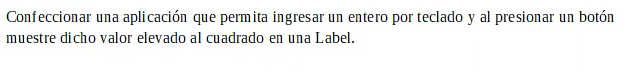 Confeccionar una aplicación que permita ingresar un entero por teclado y al presionar un botón
muestre dicho valor elevado al cuadrado en una Label.